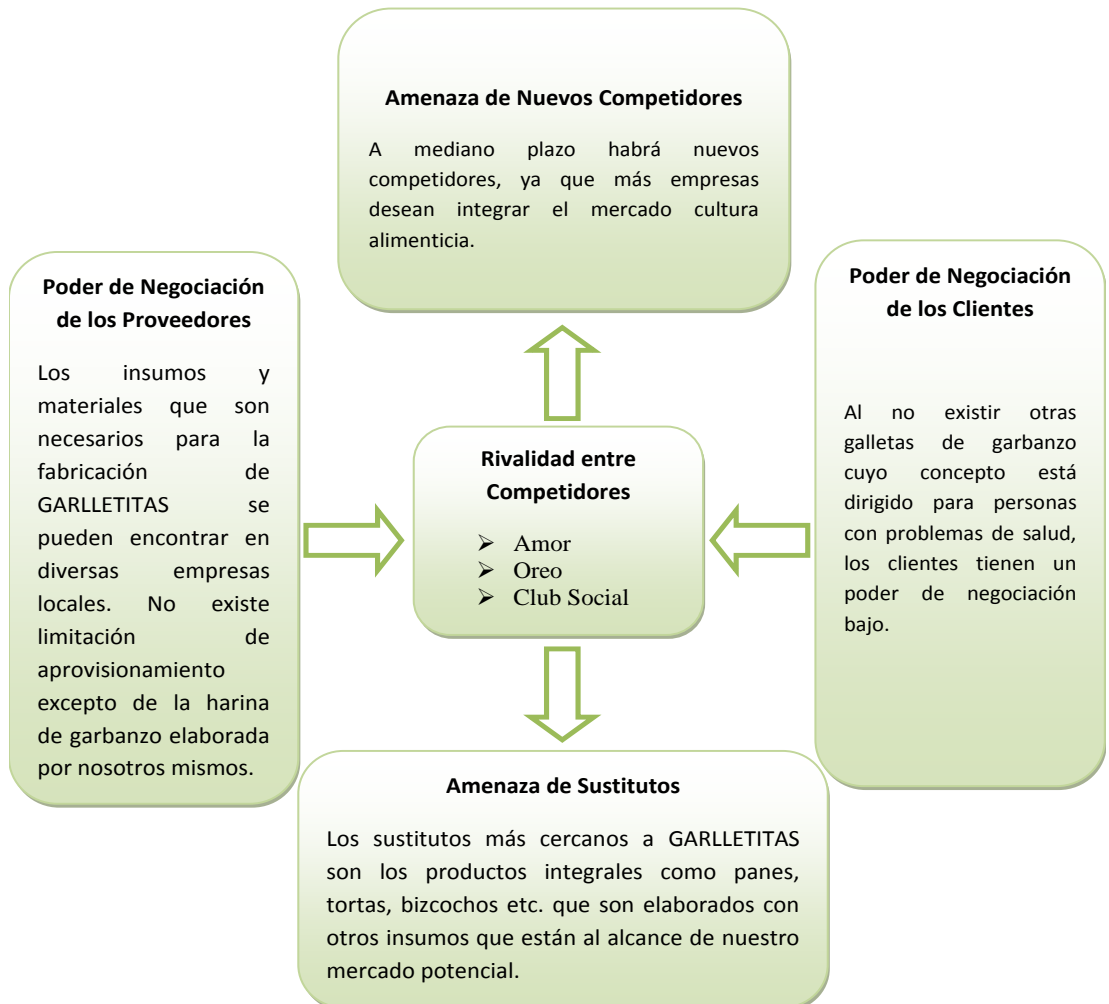 Amenaza de Nuevos Competidores
A mediano plazo habrá nuevos
competidores, ya que más empresas
desean integrar el mercado cultura
alimenticia.
Poder de Negociación
de los Proveedores
Los insumos y
materiales que son
necesarios para la
fabricación de
GARLLETITAS se
pueden encontrar en
diversas empresas
locales. No existe
limitación de
aprovisionamiento
excepto de la harina
de garbanzo elaborada
por nosotros mismos.
Rivalidad entre
Competidores
➢ Amor
➢ Oreo
➢ Club Social
Poder de Negociación
de los Clientes
Al no existir otras
galletas de garbanzo
cuyo concepto está
dirigido para personas
con problemas de salud,
los clientes tienen un
poder de negociación
bajo.
Amenaza de Sustitutos
Los sustitutos más cercanos a GARLLETITAS
son los productos integrales como panes,
tortas, bizcochos etc. que son elaborados con
otros insumos que están al alcance de nuestro
mercado potencial.